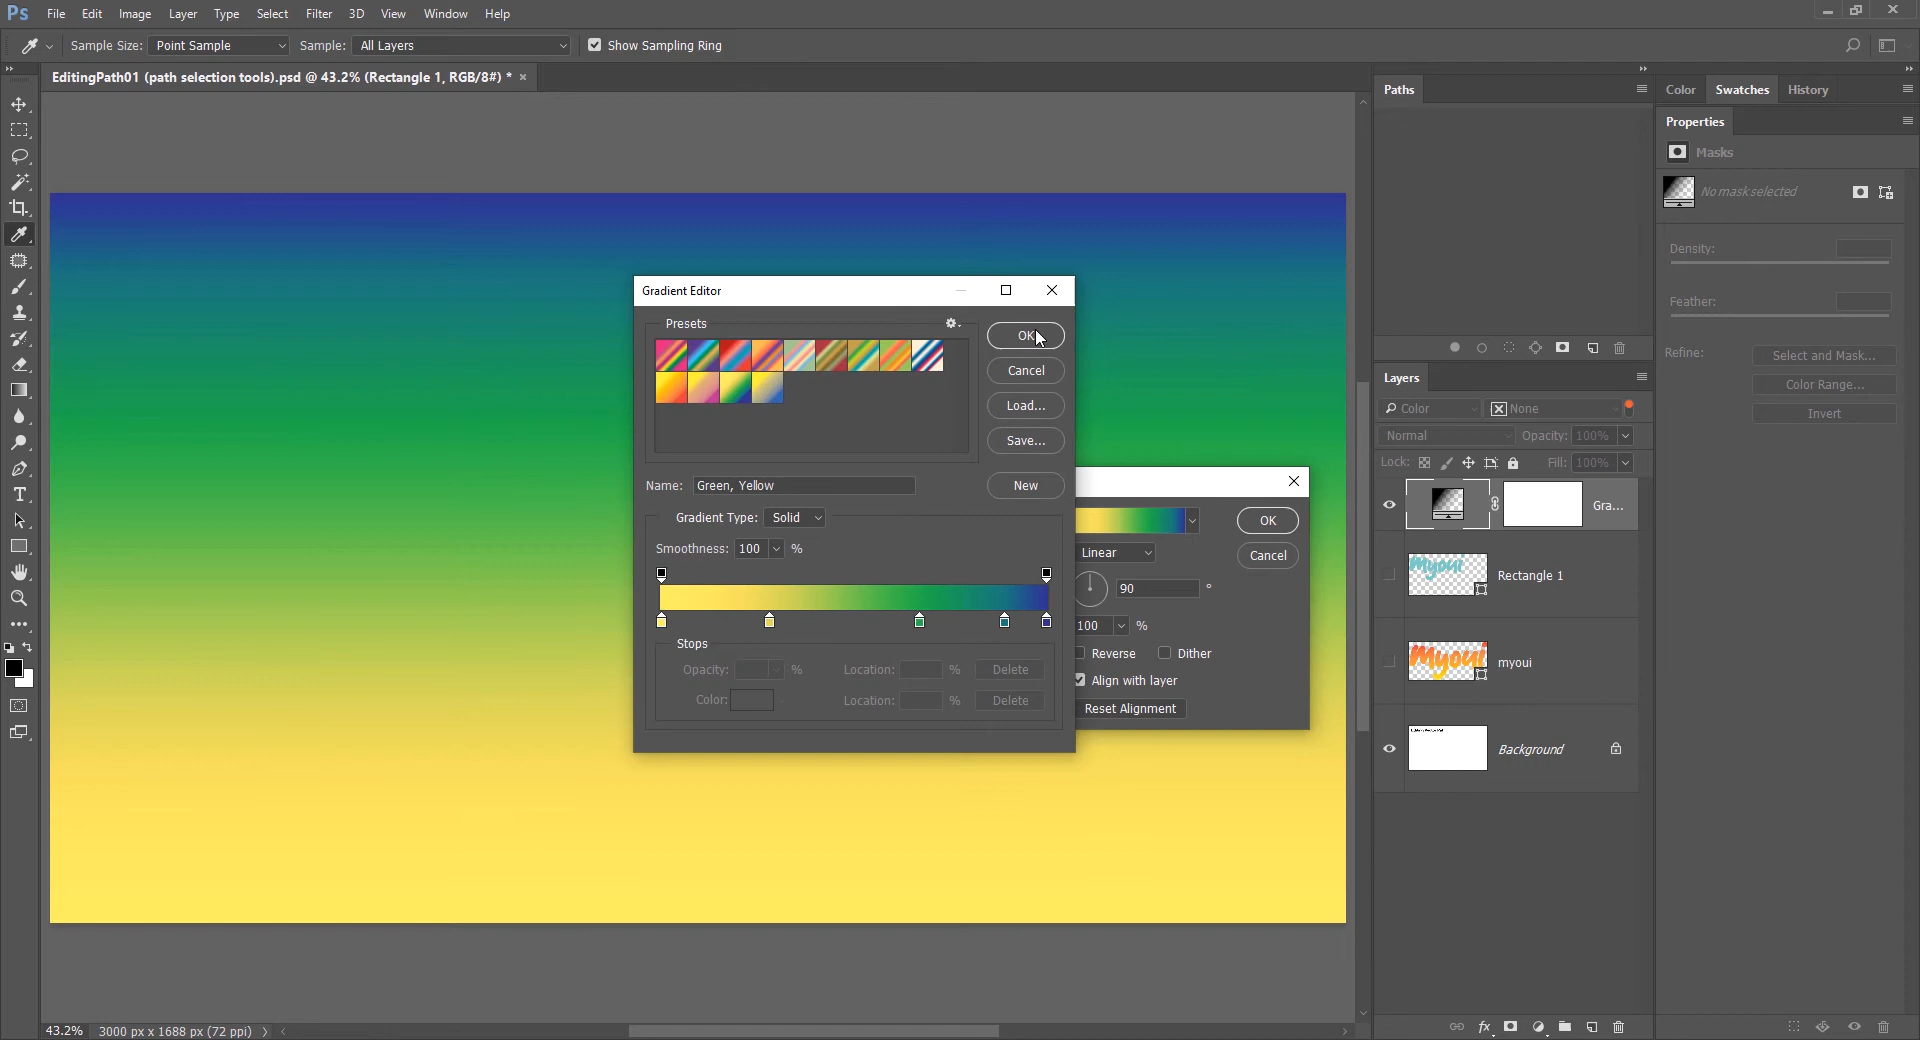 Ps File Edit Image Layer Type Select Filter 3D View Window Help
Sample Size: Point Sample Sample: All Layers Show Sampling Ring
EditingPath01 (path selection tools).psd @ 43.2% (Rectangle 1, RGB/8#) * ×
Paths
Color Swatches History
Properties
Masks
No mask selected
Density:
Feather:
Refine: Select and Mask...
Color Range...
Invert
Gradient Editor
Presets
OK
Cancel
Load...
Save...
Name: Green, Yellow New
Gradient Type: Solid
Smoothness: 100 %
Stops
Opacity: % Location: % Delete
Color: Location: % Delete
OK
Linear Cancel
90 °
100 %
Reverse Dither
Align with layer
Reset Alignment
Layers
Color None
Normal Opacity: 100%
Lock: Fill: 100%
Gra...
Myoui Rectangle 1
Myoui myoui
Background
43.2% 3000 px x 1688 px (72 ppi)
fx